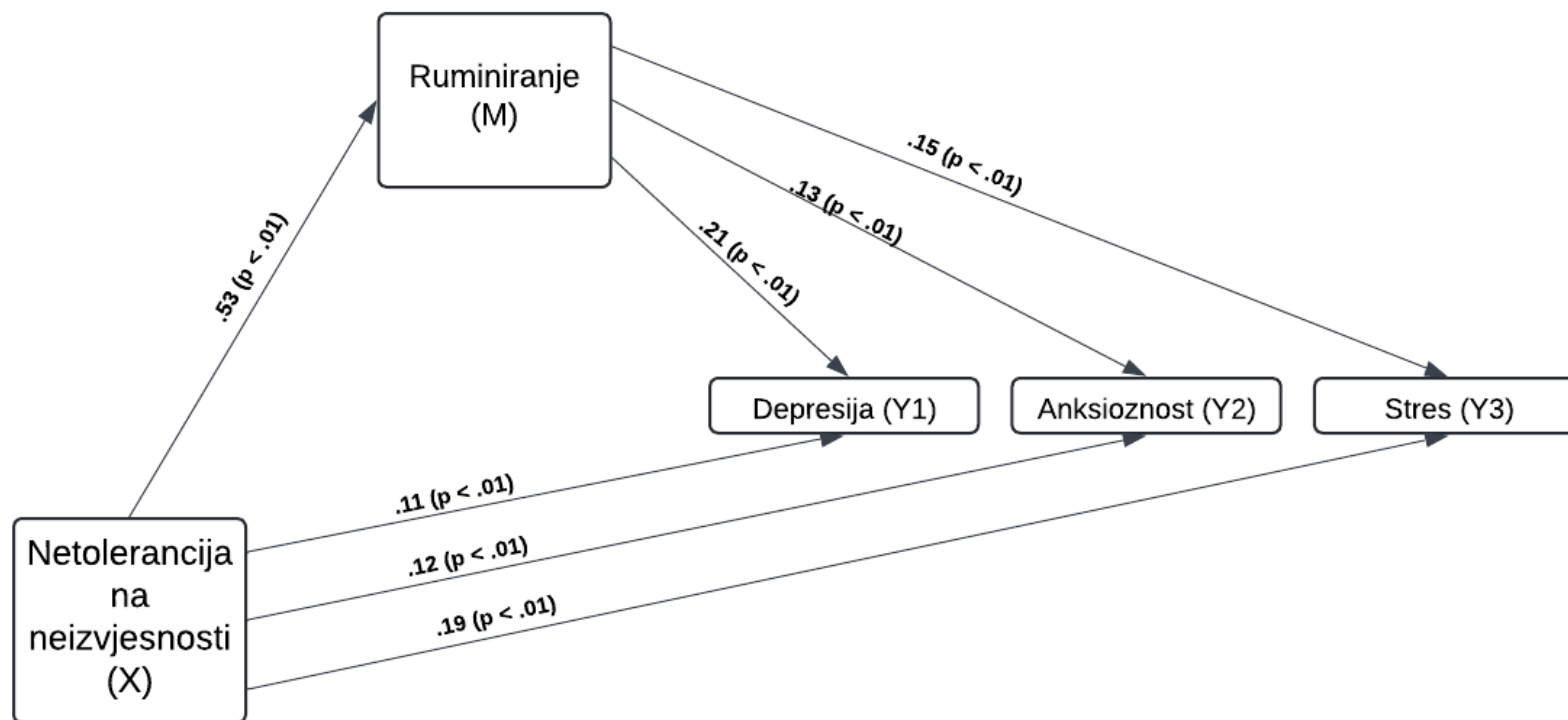 Ruminiranje
(M)
.15 (p < .01)
.13 (p < .01)
.21 (p < .01)
.53 (p < .01)
Depresija (Y1)
Anksioznost (Y2)
Stres (Y3)
.11 (p < .01)
.12 (p < .01)
.19 (p < .01)
Netolerancija
na
neizvjesnosti
(X)